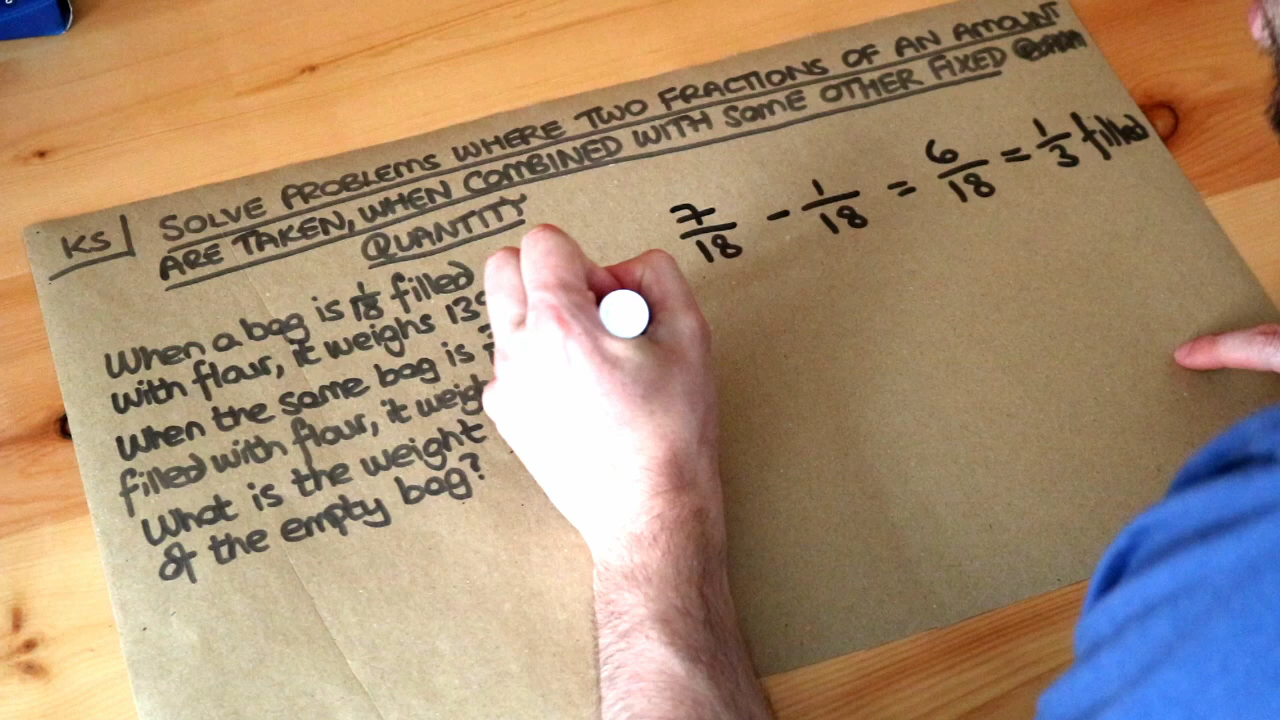 KS1
SOLVE PROBLEMS WHERE TWO FRACTIONS OF AN AMOUNT
ARE TAKEN, WHEN COMBINED WITH SOME OTHER FIXED
QUANTITY
When a bag is 1/18 filled
with flour, it weighs
When the same bag is
filled with flour, it
What is the weight
of the empty bag?
7/18 - 1/18 = 6/18 = 1/3 filled